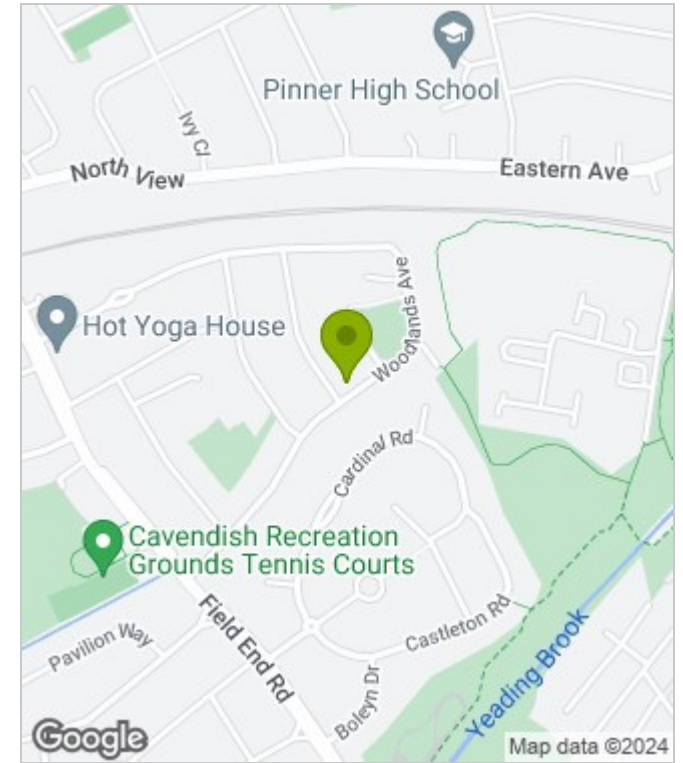 Pinner High School
Ivy Cl
North View
Eastern Ave
Woodlands Ave
Hot Yoga House
Cardinal Rd
Cavendish Recreation
Grounds Tennis Courts
Field End Rd
Pavilion Way
Castleton Rd
Boleyn Dr
Yeading Brook
Google
Map data ©2024